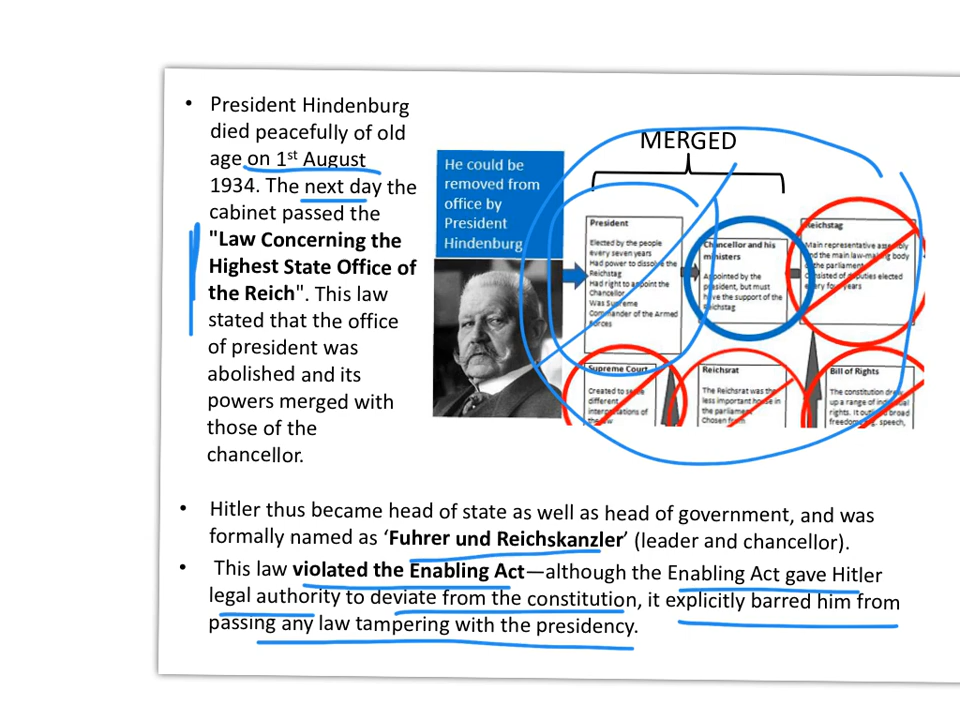 • President Hindenburg
died peacefully of old
age on 1st August
1934. The next day the
cabinet passed the
"Law Concerning the
Highest State Office of
the Reich". This law
stated that the office
of president was
abolished and its
powers merged with
those of the
chancellor.
He could be
removed from
office by
President
Hindenburg
MERGED
President
Elected by the people
every seven years
Had power to dissolve the
Reichstag
Had right to appoint the
Chancellor
Was Supreme
Commander of the Armed
Forces
Chancellor and his
ministers
Appointed by the
president, but must
have the support of the
Reichstag
Reichstag
Main representative assembly
and the main law-making body
of the parliament
Consisted of deputies elected
every four years
Supreme Court
Created to
different
interpretations of
the
Reichsrat
The Reichsrat was the
less important house in
the parliament
Chosen from
Bill of Rights
The constitution
up a range of individual
rights. It broad
speech,
• Hitler thus became head of state as well as head of government, and was
formally named as ‘Fuhrer und Reichskanzler’ (leader and chancellor).
• This law violated the Enabling Act—although the Enabling Act gave Hitler
legal authority to deviate from the constitution, it explicitly barred him from
passing any law tampering with the presidency.